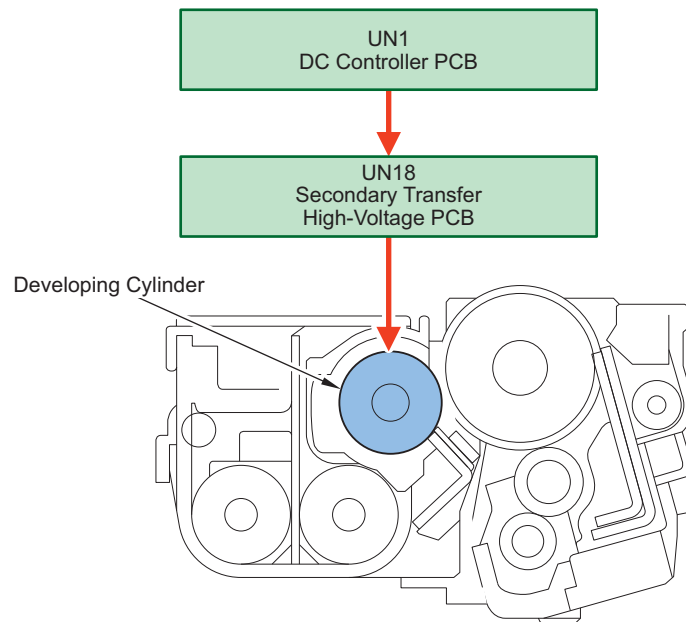 UN1
DC Controller PCB
UN18
Secondary Transfer
High-Voltage PCB
Developing Cylinder